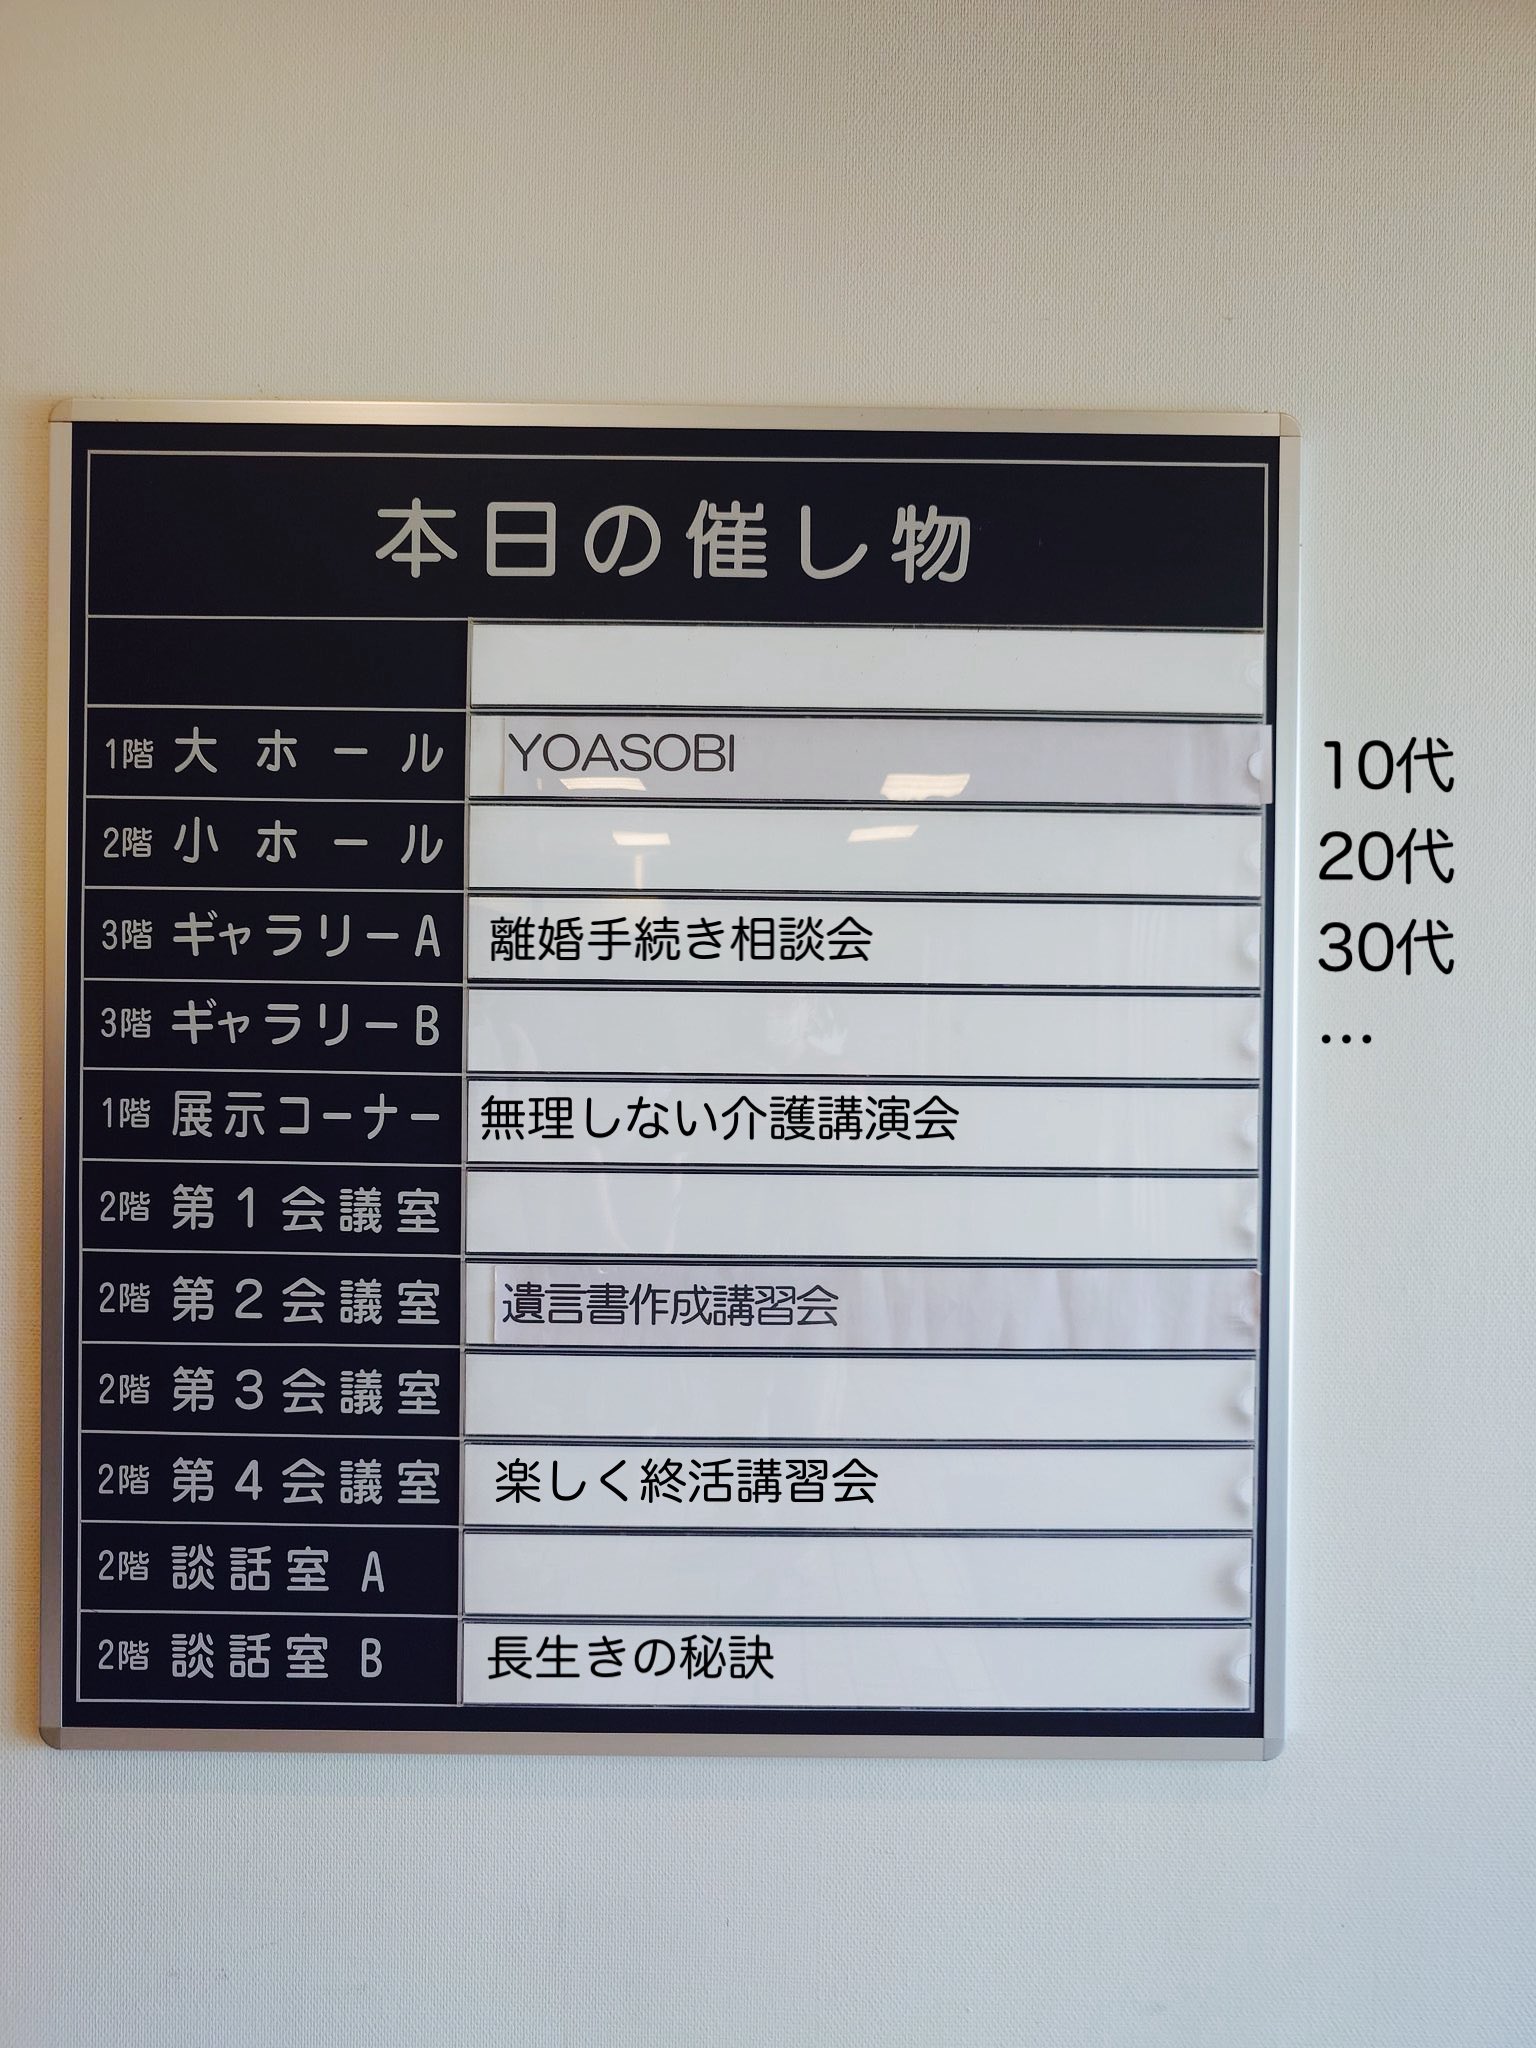 本日の催し物
1階 大ホール YOASOBI 10代
2階 小ホール 20代
3階 ギャラリーA 離婚手続き相談会 30代
3階 ギャラリーB …
1階 展示コーナー 無理しない介護講演会
2階 第1会議室
2階 第2会議室 遺言書作成講習会
2階 第3会議室
2階 第4会議室 楽しく終活講習会
2階 談話室 A
2階 談話室 B 長生きの秘訣